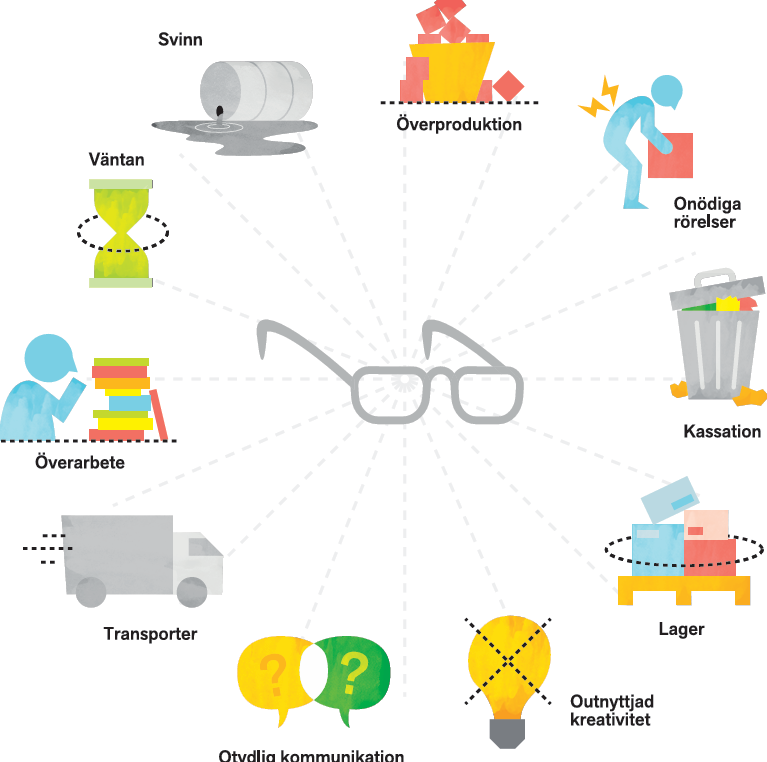 Svinn
Överproduktion
Väntan
Onödiga
rörelser
Kassation
Överarbete
Transporter
Lager
? ?
Outnyttjad
kreativitet
Otydlig kommunikation